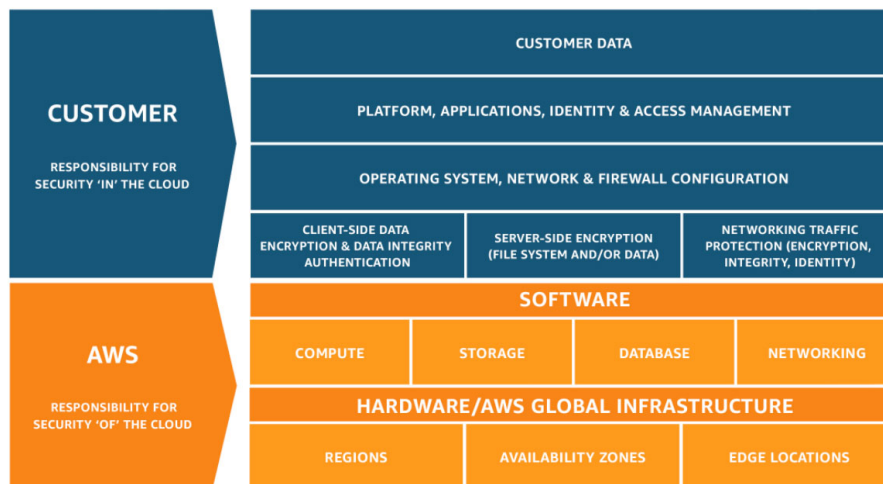 CUSTOMER
RESPONSIBILITY FOR
SECURITY ‘IN’ THE CLOUD
CUSTOMER DATA
PLATFORM, APPLICATIONS, IDENTITY & ACCESS MANAGEMENT
OPERATING SYSTEM, NETWORK & FIREWALL CONFIGURATION
CLIENT-SIDE DATA
ENCRYPTION & DATA INTEGRITY
AUTHENTICATION
SERVER-SIDE ENCRYPTION
(FILE SYSTEM AND/OR DATA)
NETWORKING TRAFFIC
PROTECTION (ENCRYPTION,
INTEGRITY, IDENTITY)
AWS
RESPONSIBILITY FOR
SECURITY ‘OF’ THE CLOUD
SOFTWARE
COMPUTE
STORAGE
DATABASE
NETWORKING
HARDWARE/AWS GLOBAL INFRASTRUCTURE
REGIONS
AVAILABILITY ZONES
EDGE LOCATIONS